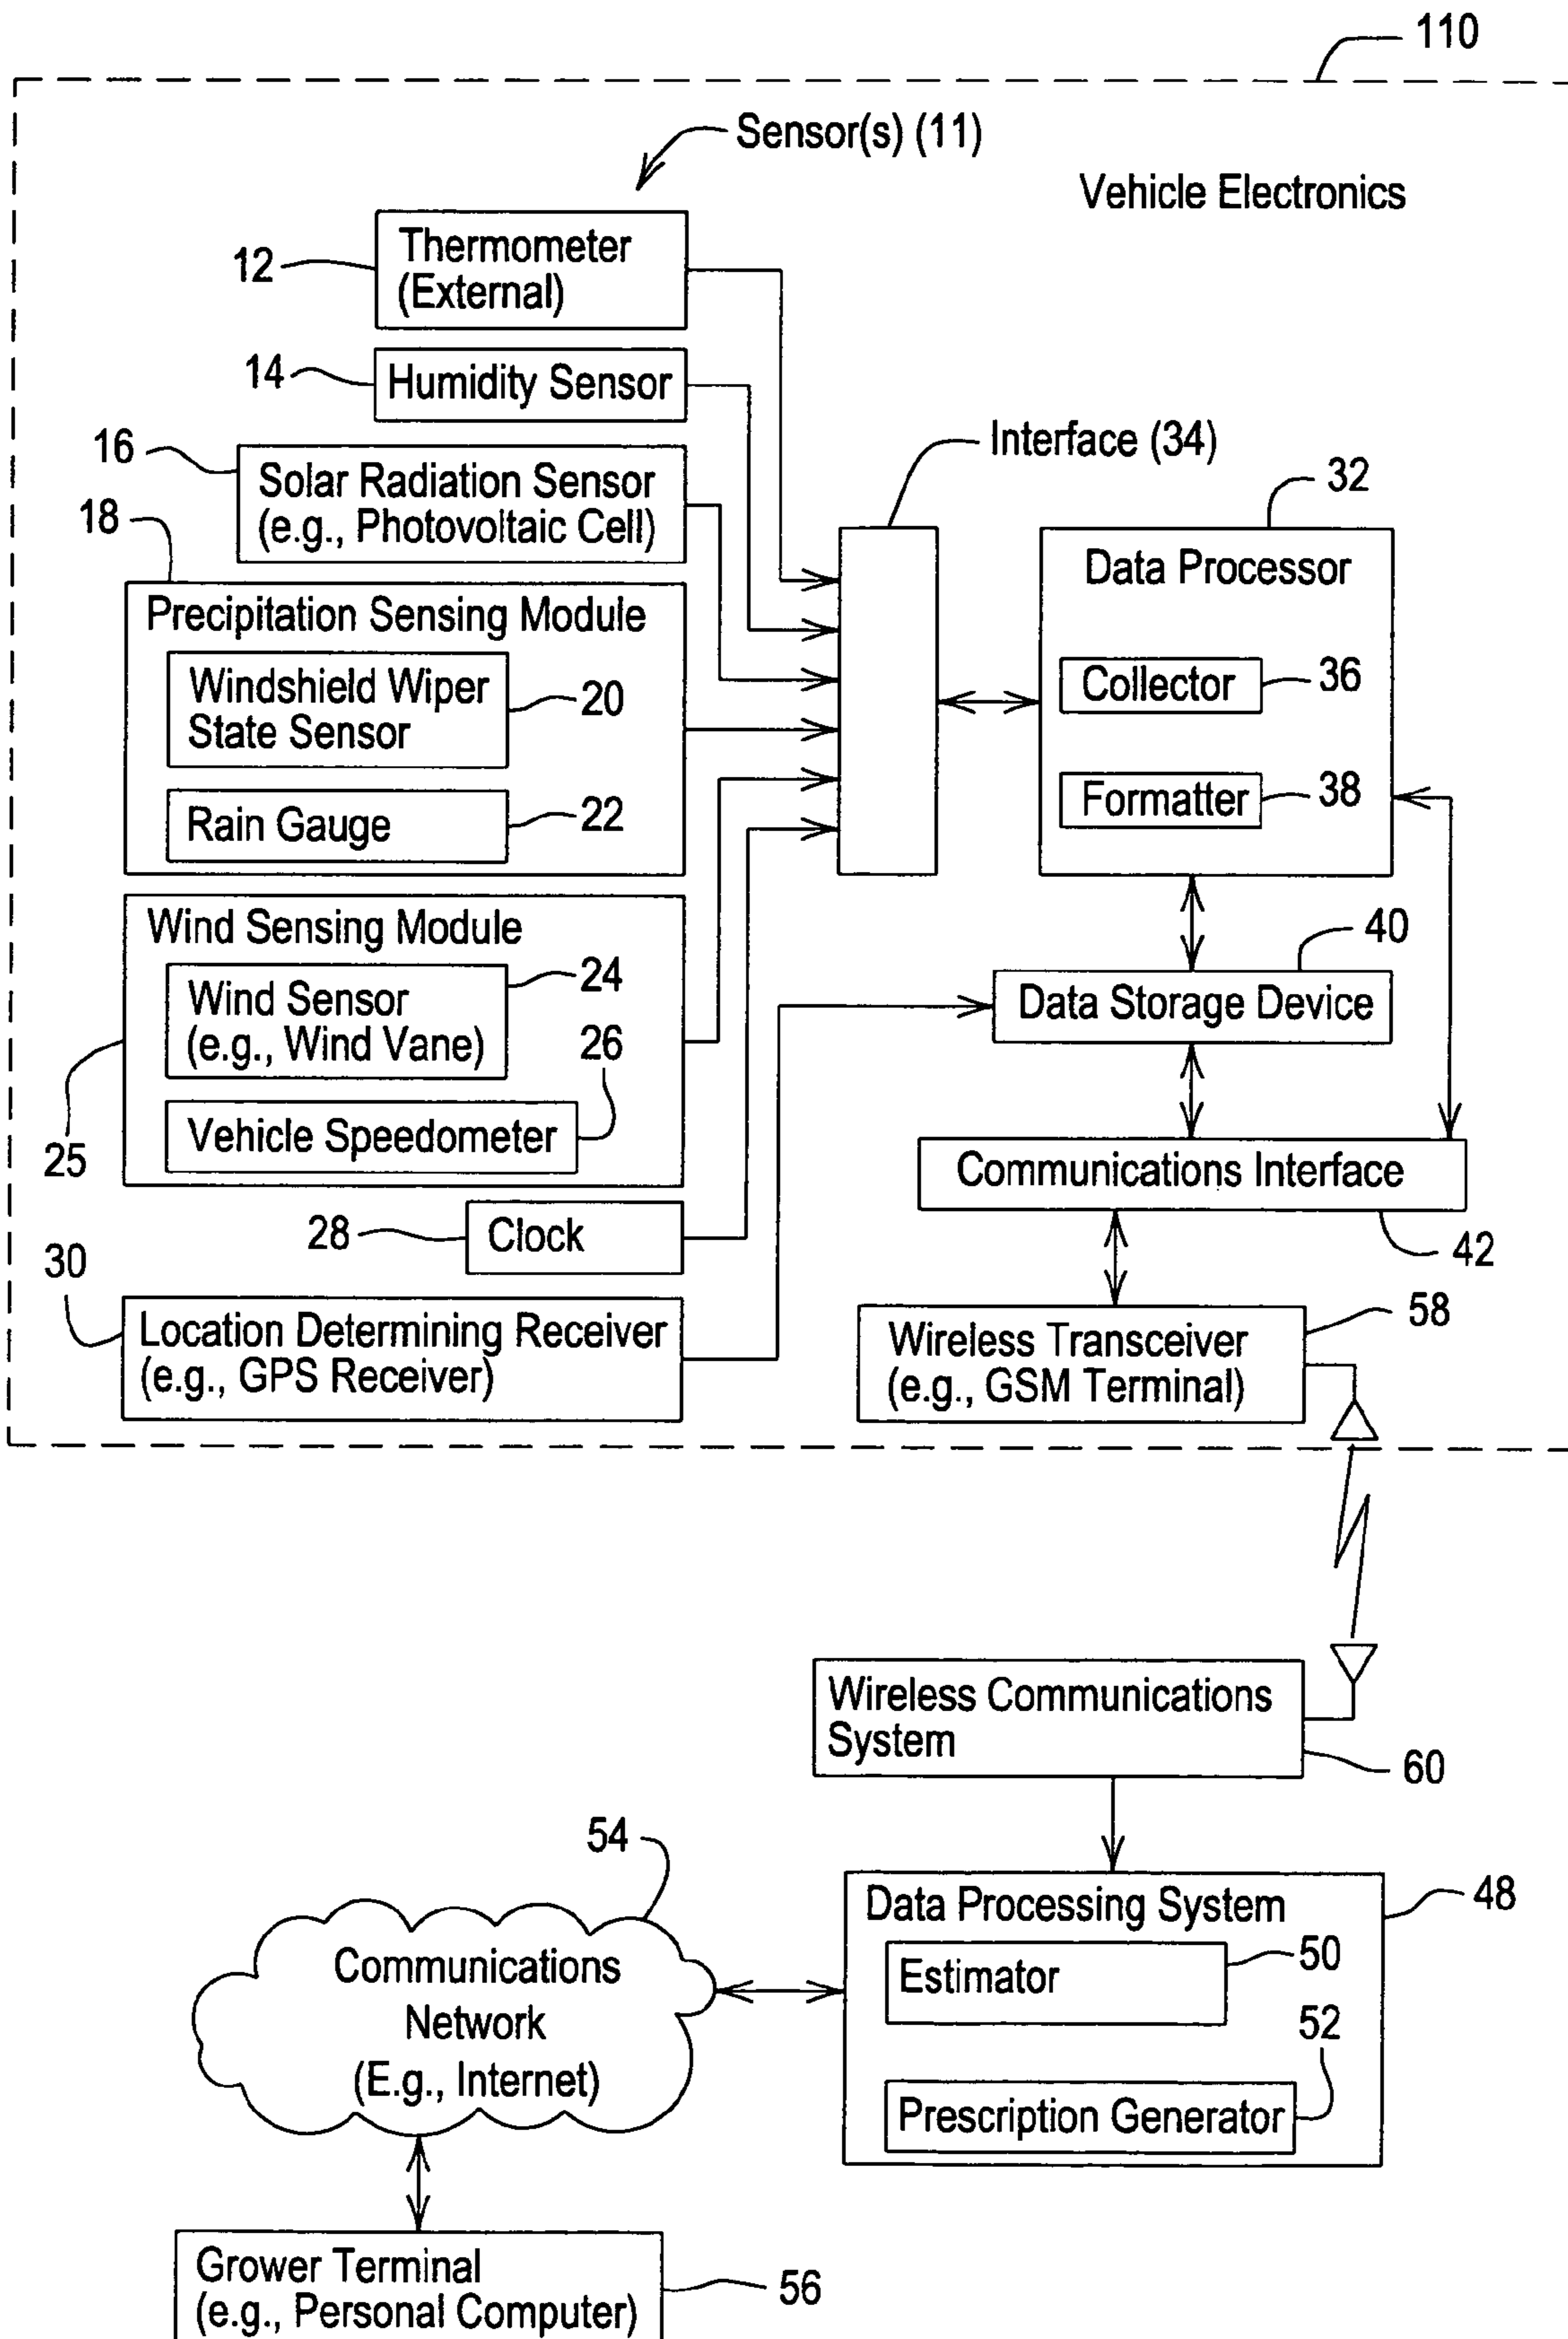 110
Sensor(s) (11)
Vehicle Electronics
12
Thermometer
(External)
14
Humidity Sensor
16
Solar Radiation Sensor
(e.g., Photovoltaic Cell)
Interface (34)
18
Precipitation Sensing Module
Windshield Wiper
State Sensor
20
Rain Gauge
22
32
Data Processor
Collector
36
Formatter
38
Wind Sensing Module
Wind Sensor
(e.g., Wind Vane)
24
26
Vehicle Speedometer
25
40
Data Storage Device
Communications Interface
42
28
Clock
30
Location Determining Receiver
(e.g., GPS Receiver)
Wireless Transceiver
(e.g., GSM Terminal)
58
Wireless Communications
System
60
54
Communications
Network
(E.g., Internet)
Data Processing System
48
Estimator
50
52
Prescription Generator
Grower Terminal
(e.g., Personal Computer)
56